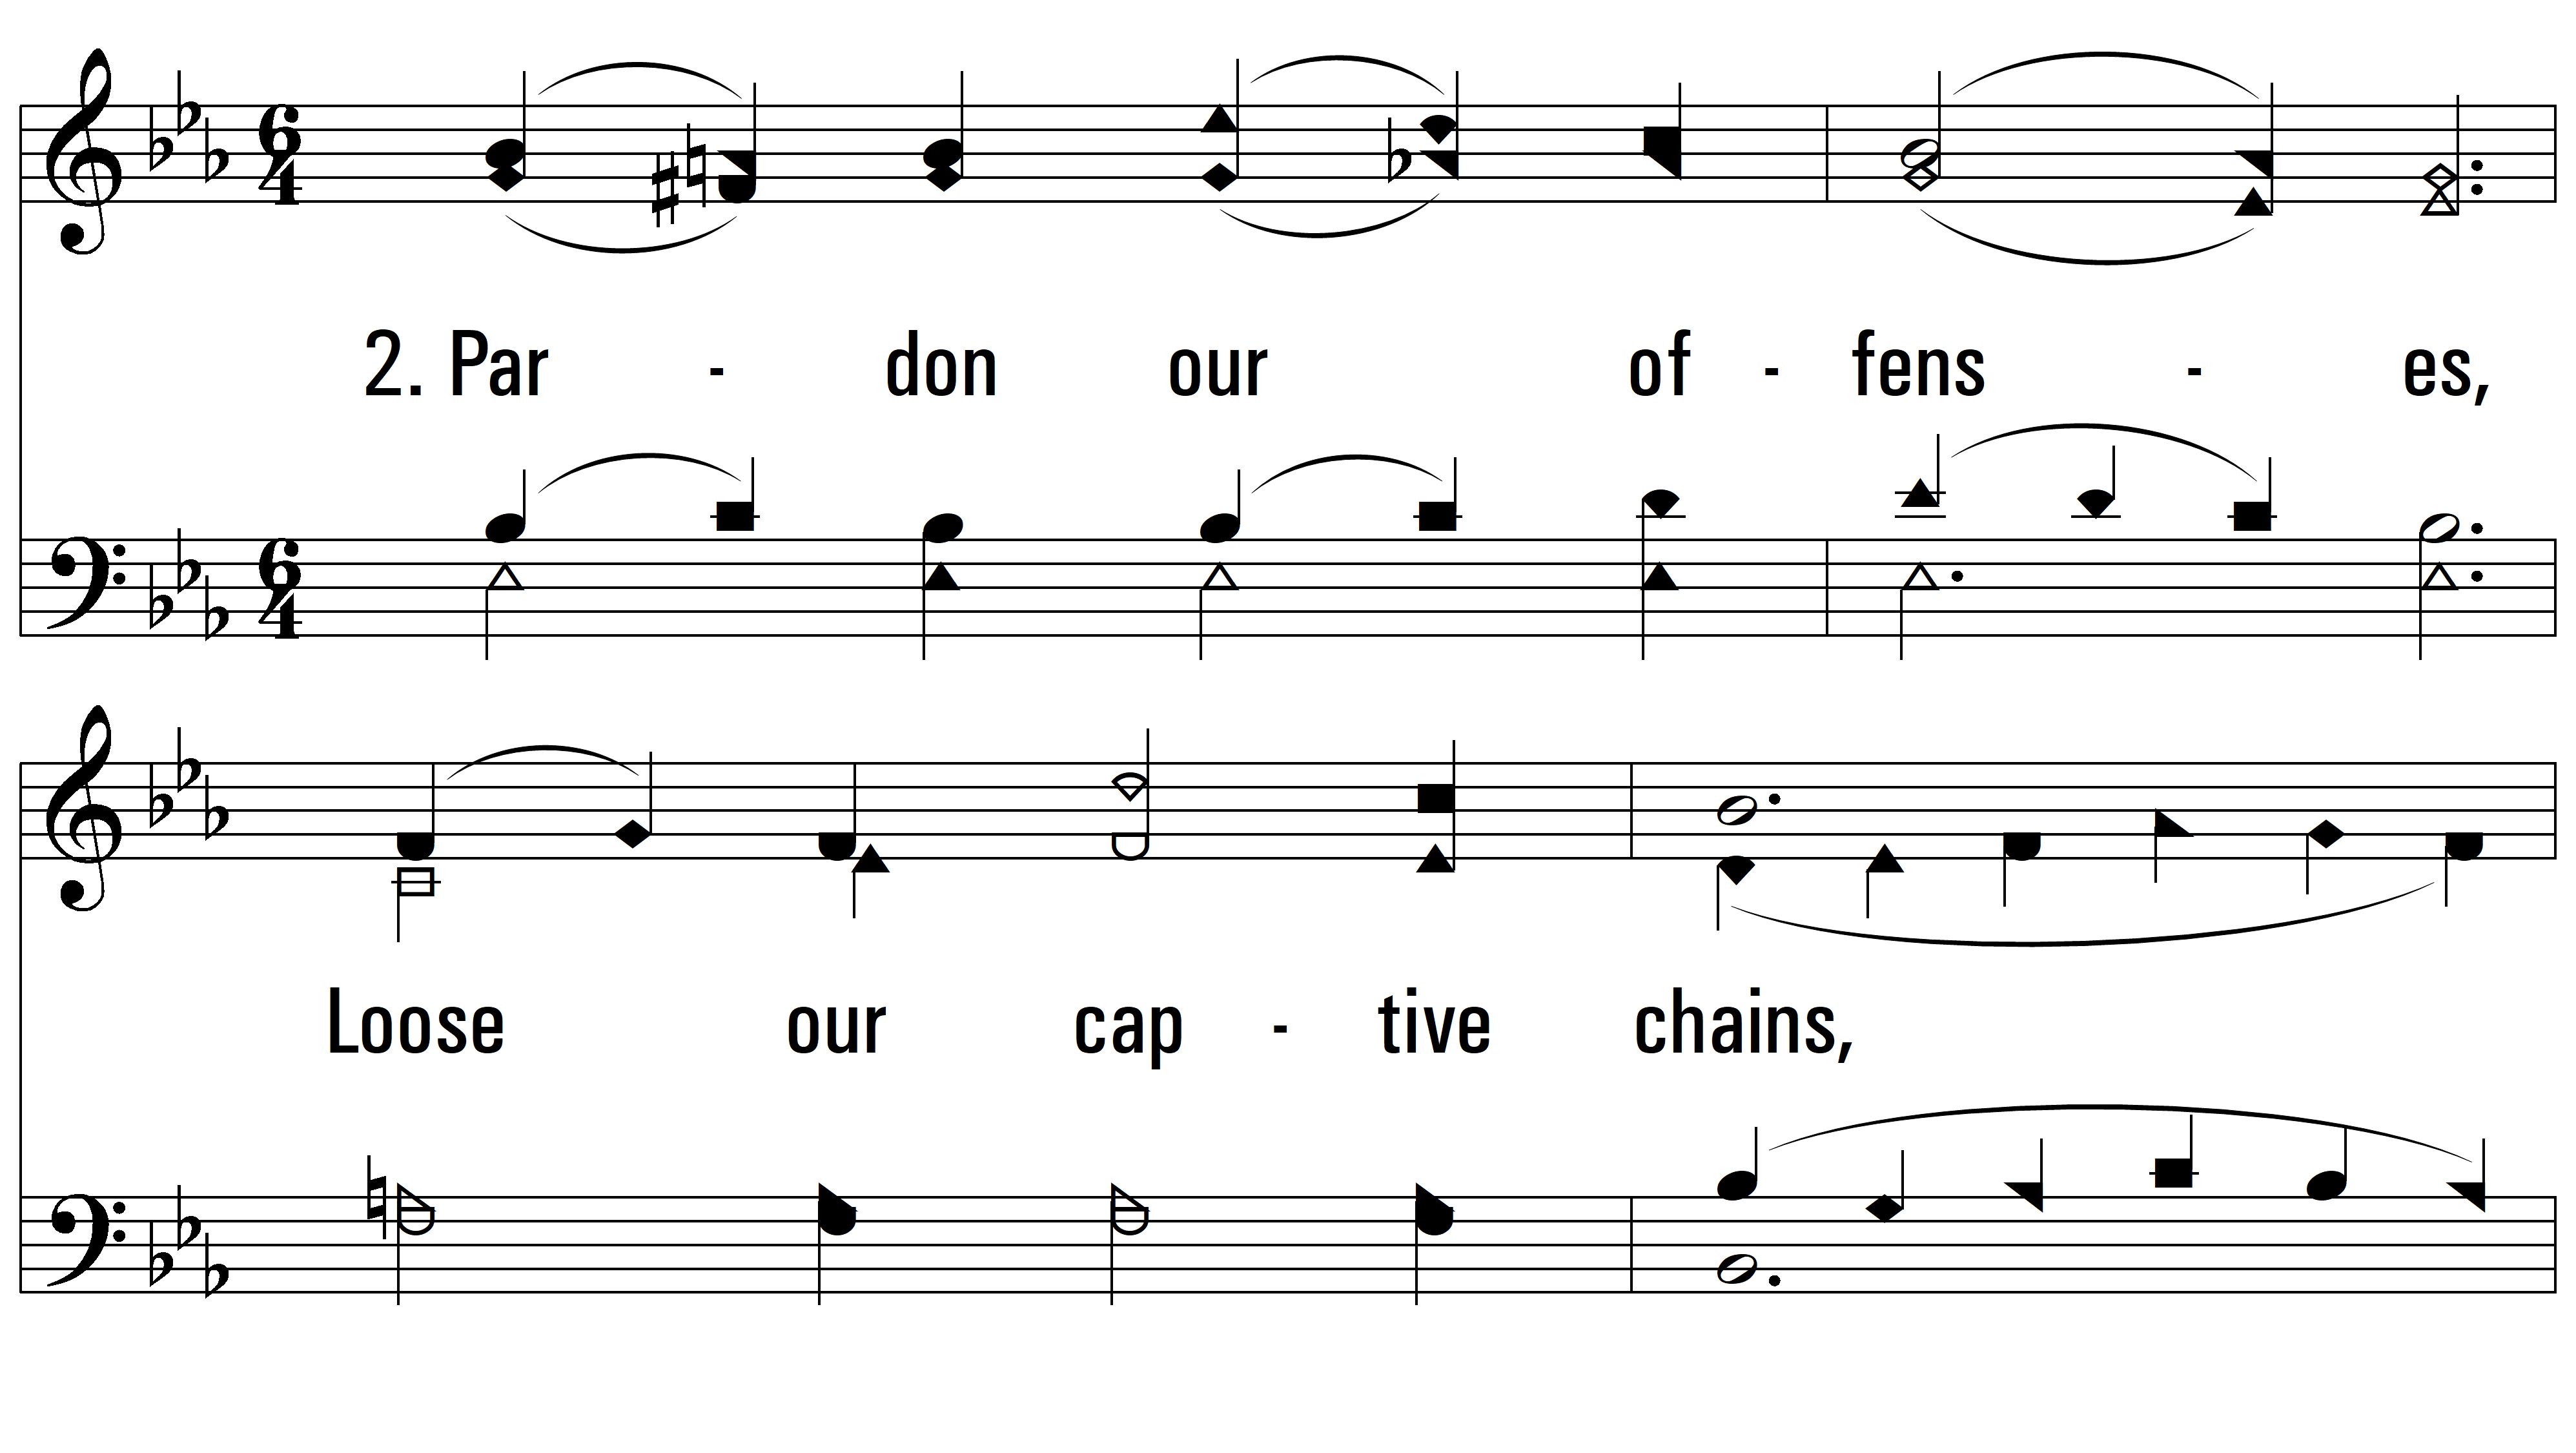 2. Par - don our of - fens - es,
Loose our cap - tive chains,